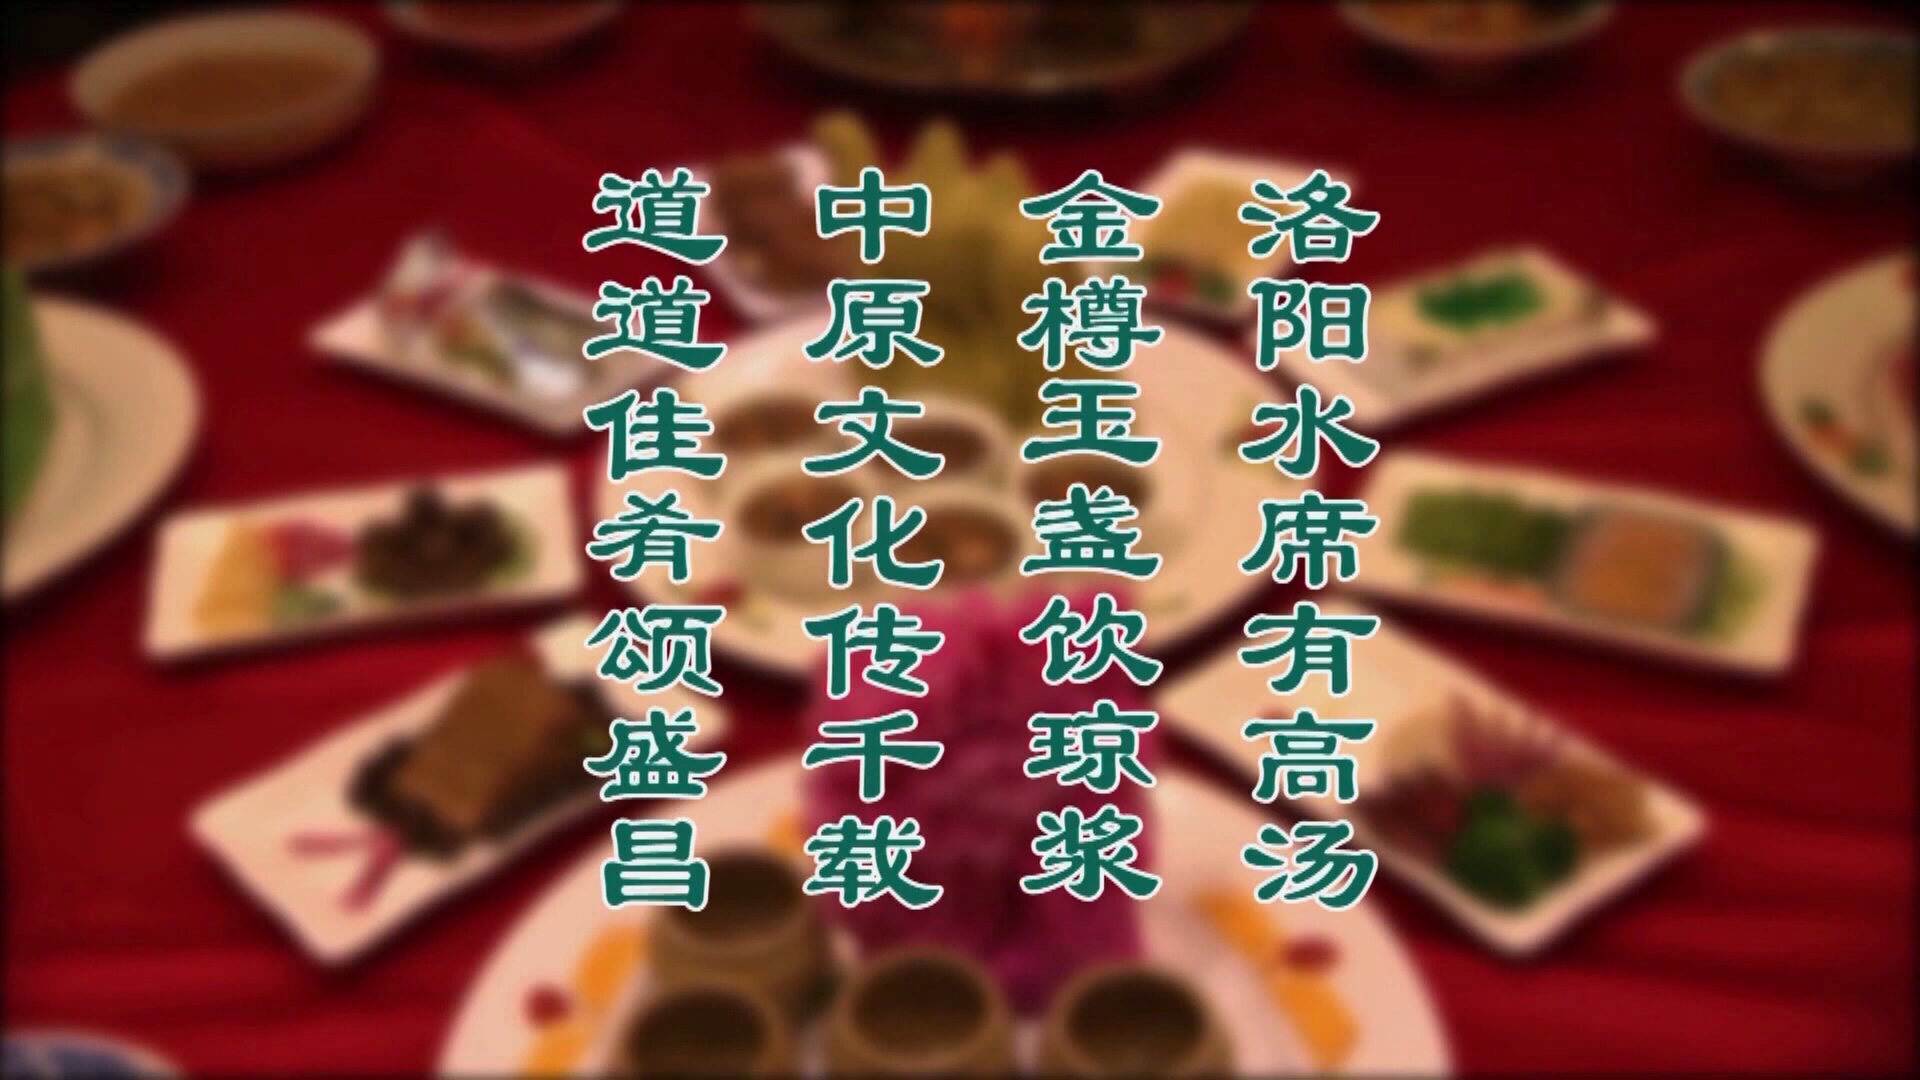 洛阳水席有高汤
金樽玉盏饮琼浆
中原文化传千载
道道佳肴颂盛昌